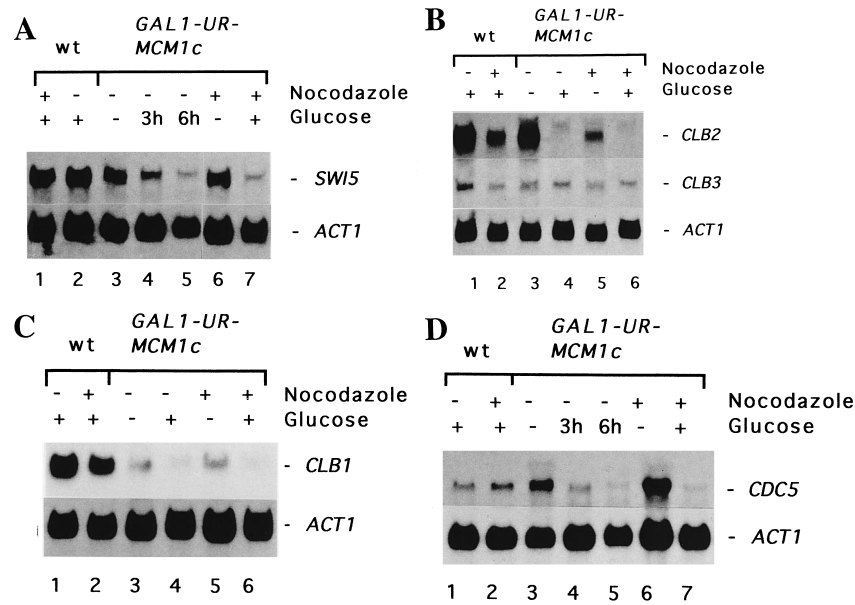 A
GAL1-UR-
MCM1c
wt
+ - - - - + + Nocodazole
+ + - 3h 6h - + Glucose
- SWI5
- ACT1
1 2 3 4 5 6 7
B
GAL1-UR-
MCM1c
wt
- + - - + + Nocodazole
+ + - + - + Glucose
- CLB2
- CLB3
- ACT1
1 2 3 4 5 6
C
GAL1-UR-
MCM1c
wt
- + - - + + Nocodazole
+ + - + - + Glucose
- CLB1
- ACT1
1 2 3 4 5 6
D
GAL1-UR-
MCM1c
wt
- + - - - + + Nocodazole
+ + - 3h 6h - + Glucose
- CDC5
- ACT1
1 2 3 4 5 6 7